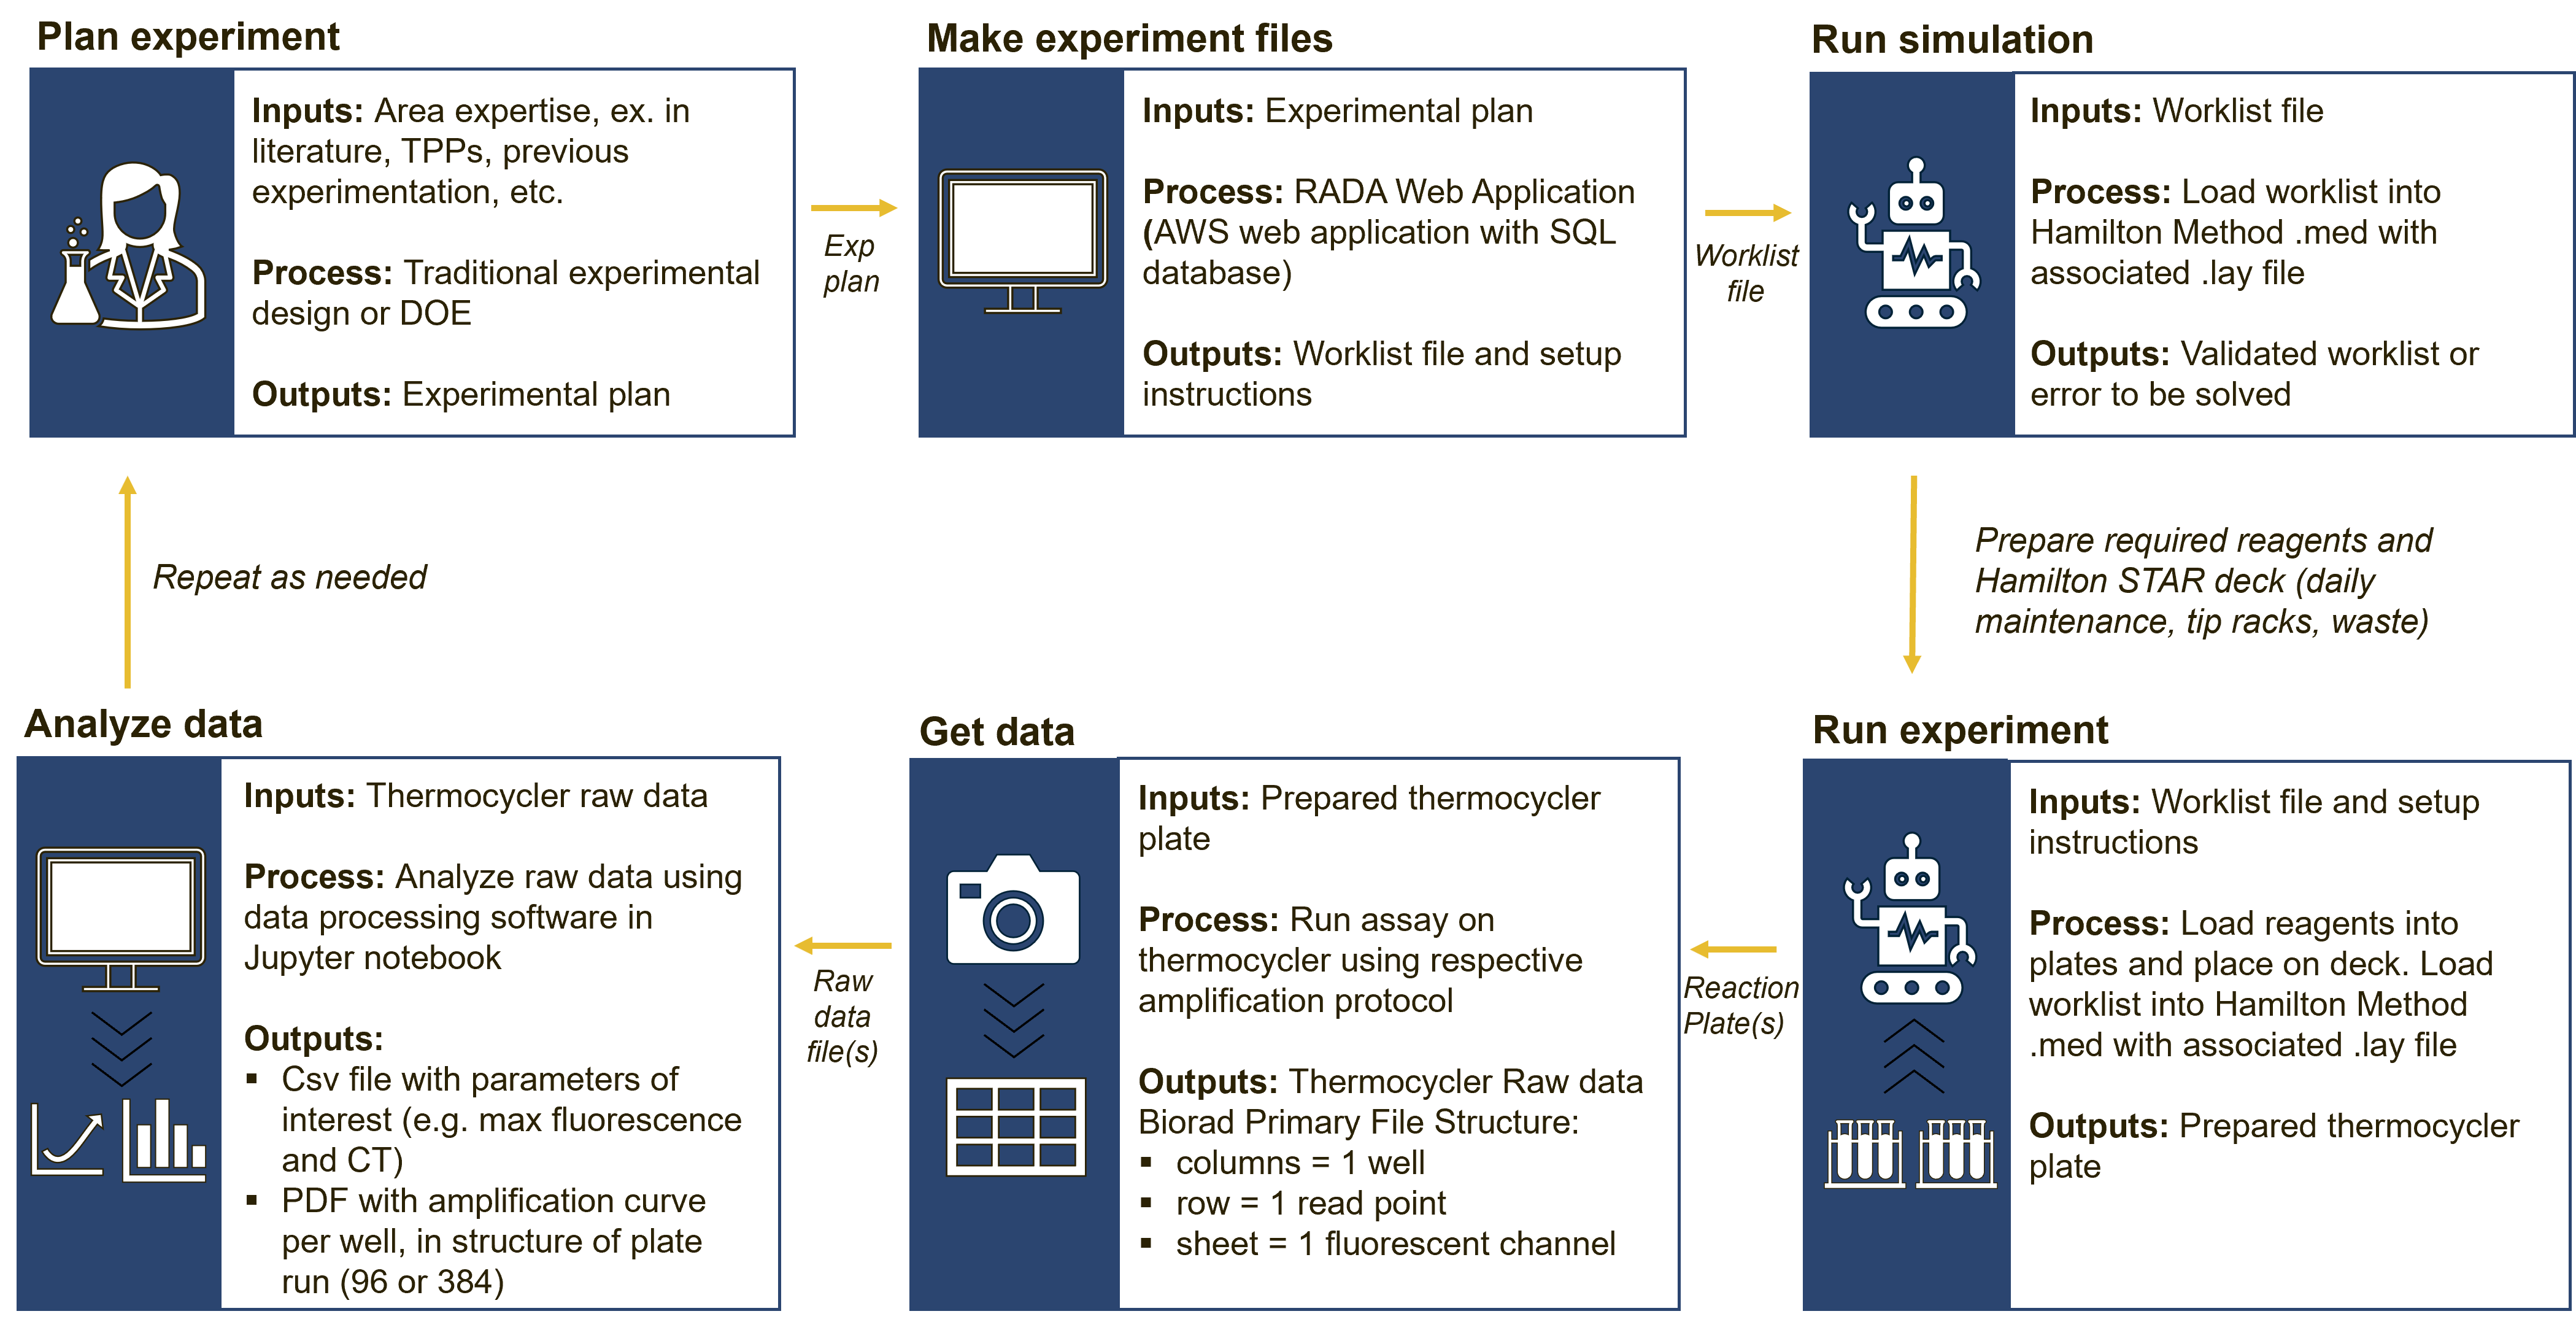 Plan experiment
Inputs: Area expertise, ex. in
literature, TPPs, previous
experimentation, etc.
Process: Traditional experimental
design or DOE
Outputs: Experimental plan
Exp
plan
Make experiment files
Inputs: Experimental plan
Process: RADA Web Application
(AWS web application with SQL
database)
Outputs: Worklist file and setup
instructions
Worklist
file
Run simulation
Inputs: Worklist file
Process: Load worklist into
Hamilton Method .med with
associated .lay file
Outputs: Validated worklist or
error to be solved
Prepare required reagents and
Hamilton STAR deck (daily
maintenance, tip racks, waste)
Run experiment
Inputs: Worklist file and setup
instructions
Process: Load reagents into
plates and place on deck. Load
worklist into Hamilton Method
.med with associated .lay file
Outputs: Prepared thermocycler
plate
Reaction
Plate(s)
Get data
Inputs: Prepared thermocycler
plate
Process: Run assay on
thermocycler using respective
amplification protocol
Outputs: Thermocycler Raw data
Biorad Primary File Structure:
▪ columns = 1 well
▪ row = 1 read point
▪ sheet = 1 fluorescent channel
Raw
data
file(s)
Analyze data
Inputs: Thermocycler raw data
Process: Analyze raw data using
data processing software in
Jupyter notebook
Outputs:
▪ Csv file with parameters of
interest (e.g. max fluorescence
and CT)
▪ PDF with amplification curve
per well, in structure of plate
run (96 or 384)
Repeat as needed